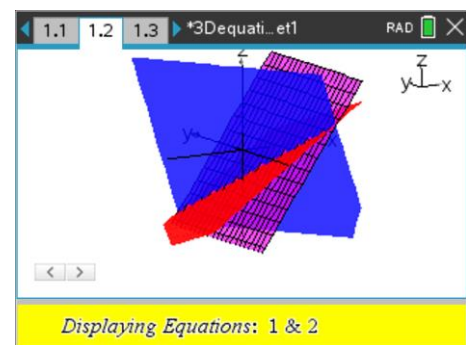 1.1 1.2 1.3 *3Dequati…et1 RAD
z
y
x
z
y x
< >
Displaying Equations: 1 & 2